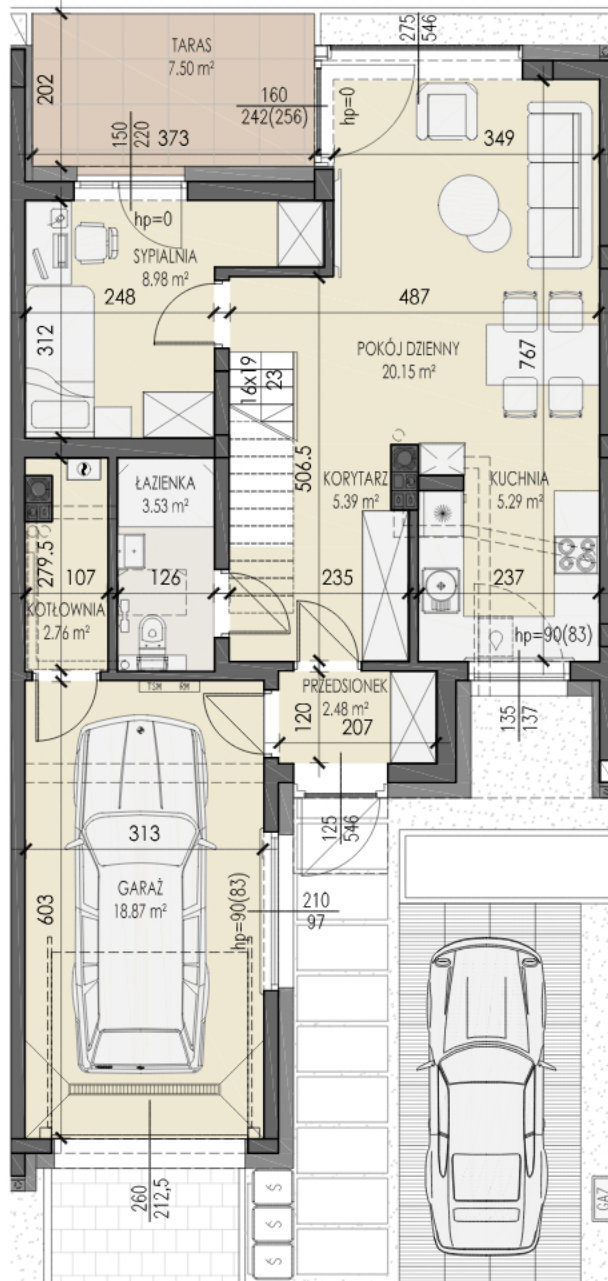 275
546
TARAS
7.50 m²
202
160
242(256)
hp=0
150
220
373
349
hp=0
SYPIALNIA
8.98 m²
248
487
312
POKÓJ DZIENNY
20.15 m²
767
16x19
23
506.5
ŁAZIENKA
3.53 m²
KORYTARZ
5.39 m²
KUCHNIA
5.29 m²
279.5
107
126
235
237
KOTŁOWNIA
2.76 m²
hp=90(83)
TSM
RM
PRZEDSIONEK
2.48 m²
120
207
135
137
125
546
313
GARAŻ
18.87 m²
603
hp=90(83)
210
97
260
212,5
S
S
S
GAZ